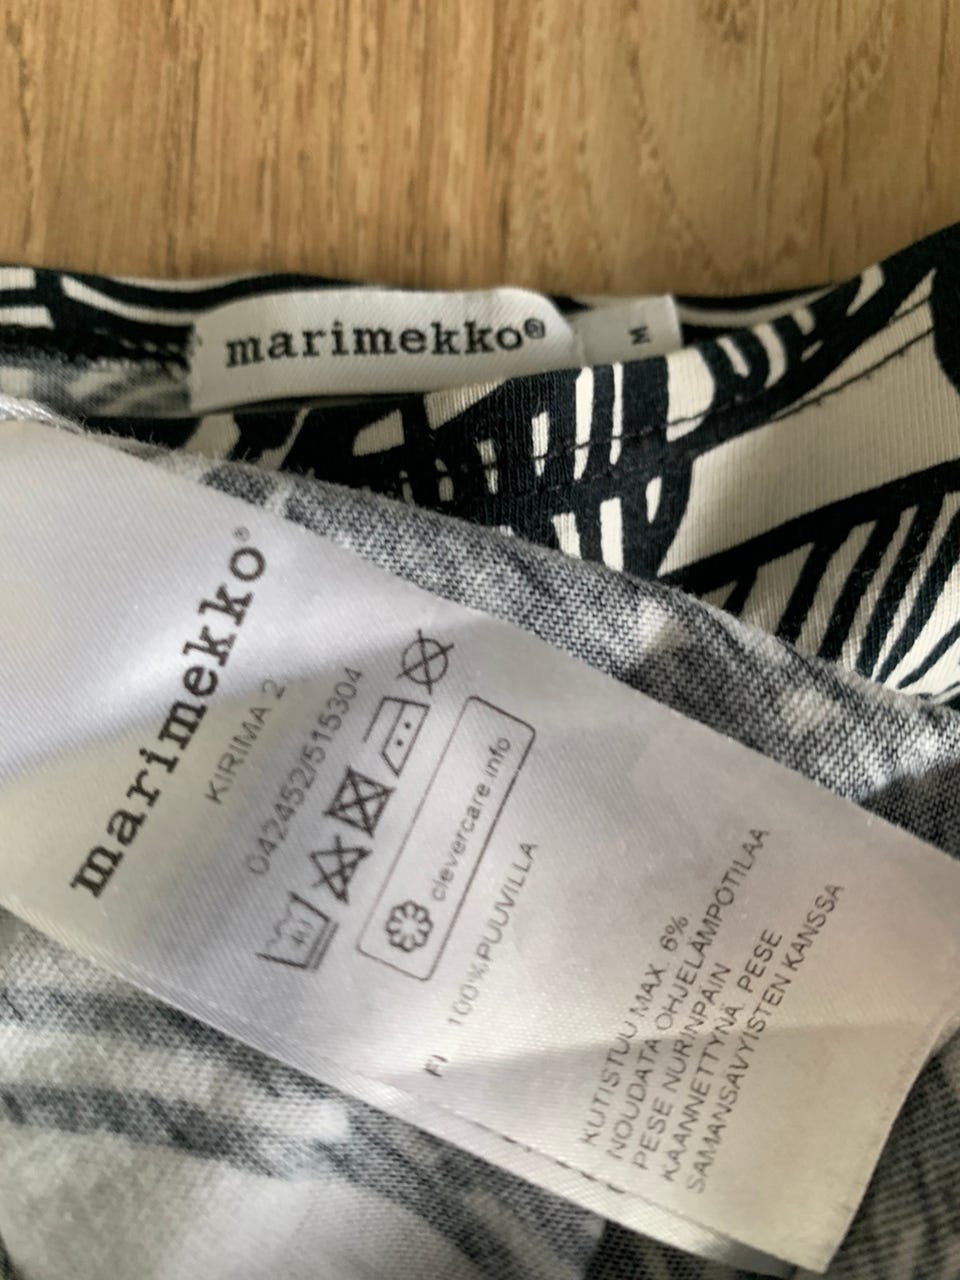 marimekko®
M
marimekko®
KIRIMA 2
042452/515304
clevercare.info
FI 100% PUUVILLA
KUTISTUU MAX. 6%
NOUDATA OHJELÄMPÖTILAA
PESE NURINPÄIN
KÄÄNNETTYNÄ. PESE
SAMANSÄVYISTEN KANSSA